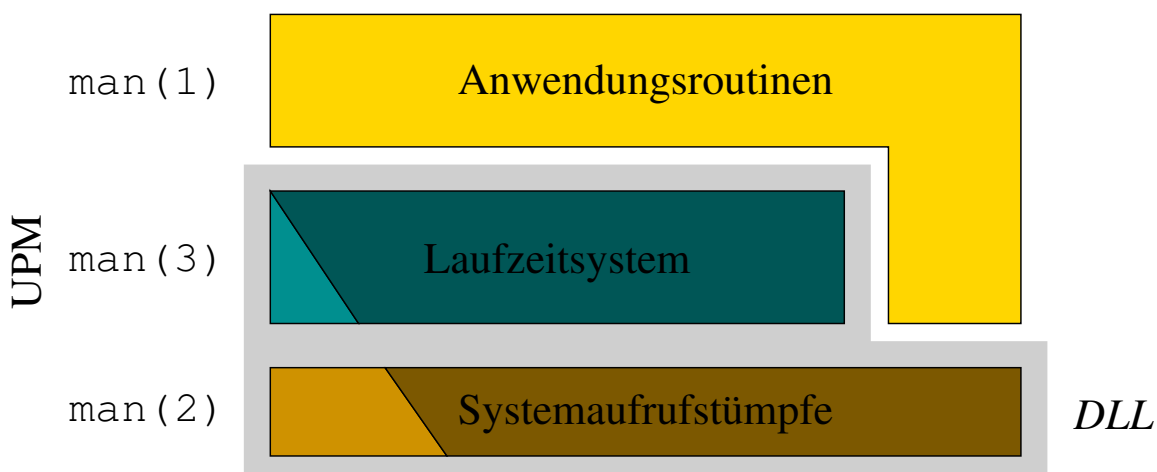 man(1)
Anwendungsroutinen
UPM
man(3)
Laufzeitsystem
man(2)
Systemaufrufstümpfe
DLL